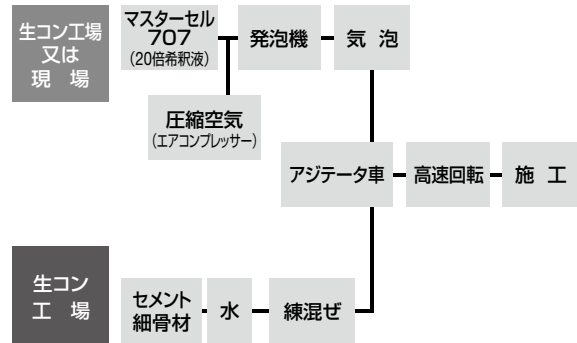 生コン工場
又は
現　場
マスターセル
707
（20倍希釈液）
発泡機
気　泡
圧縮空気
（エアコンプレッサー）
アジテータ車
高速回転
施　工
生コン
工　場
セメント
細骨材
水
練混ぜ